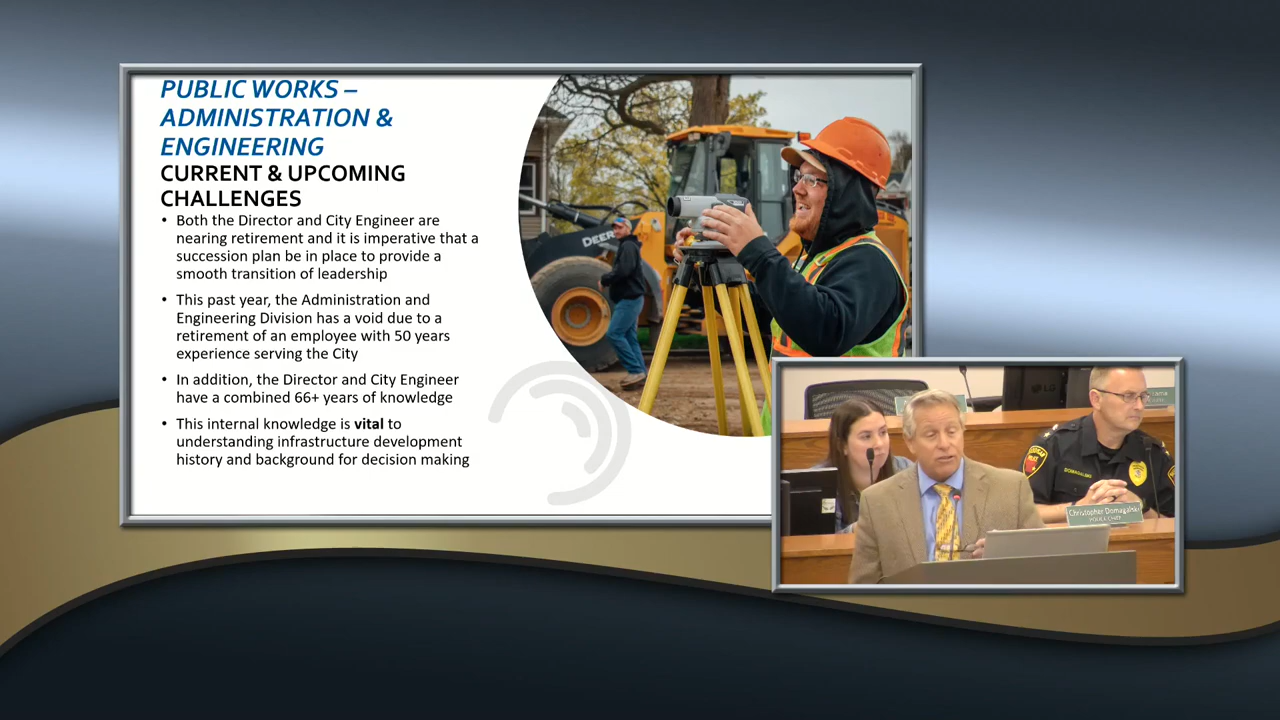 PUBLIC WORKS –
ADMINISTRATION &
ENGINEERING
CURRENT & UPCOMING
CHALLENGES
• Both the Director and City Engineer are
nearing retirement and it is imperative that a
succession plan be in place to provide a
smooth transition of leadership
• This past year, the Administration and
Engineering Division has a void due to a
retirement of an employee with 50 years
experience serving the City
• In addition, the Director and City Engineer
have a combined 66+ years of knowledge
• This internal knowledge is vital to
understanding infrastructure development
history and background for decision making
DEERE
LG
Christopher Domagalski
POLICE CHIEF